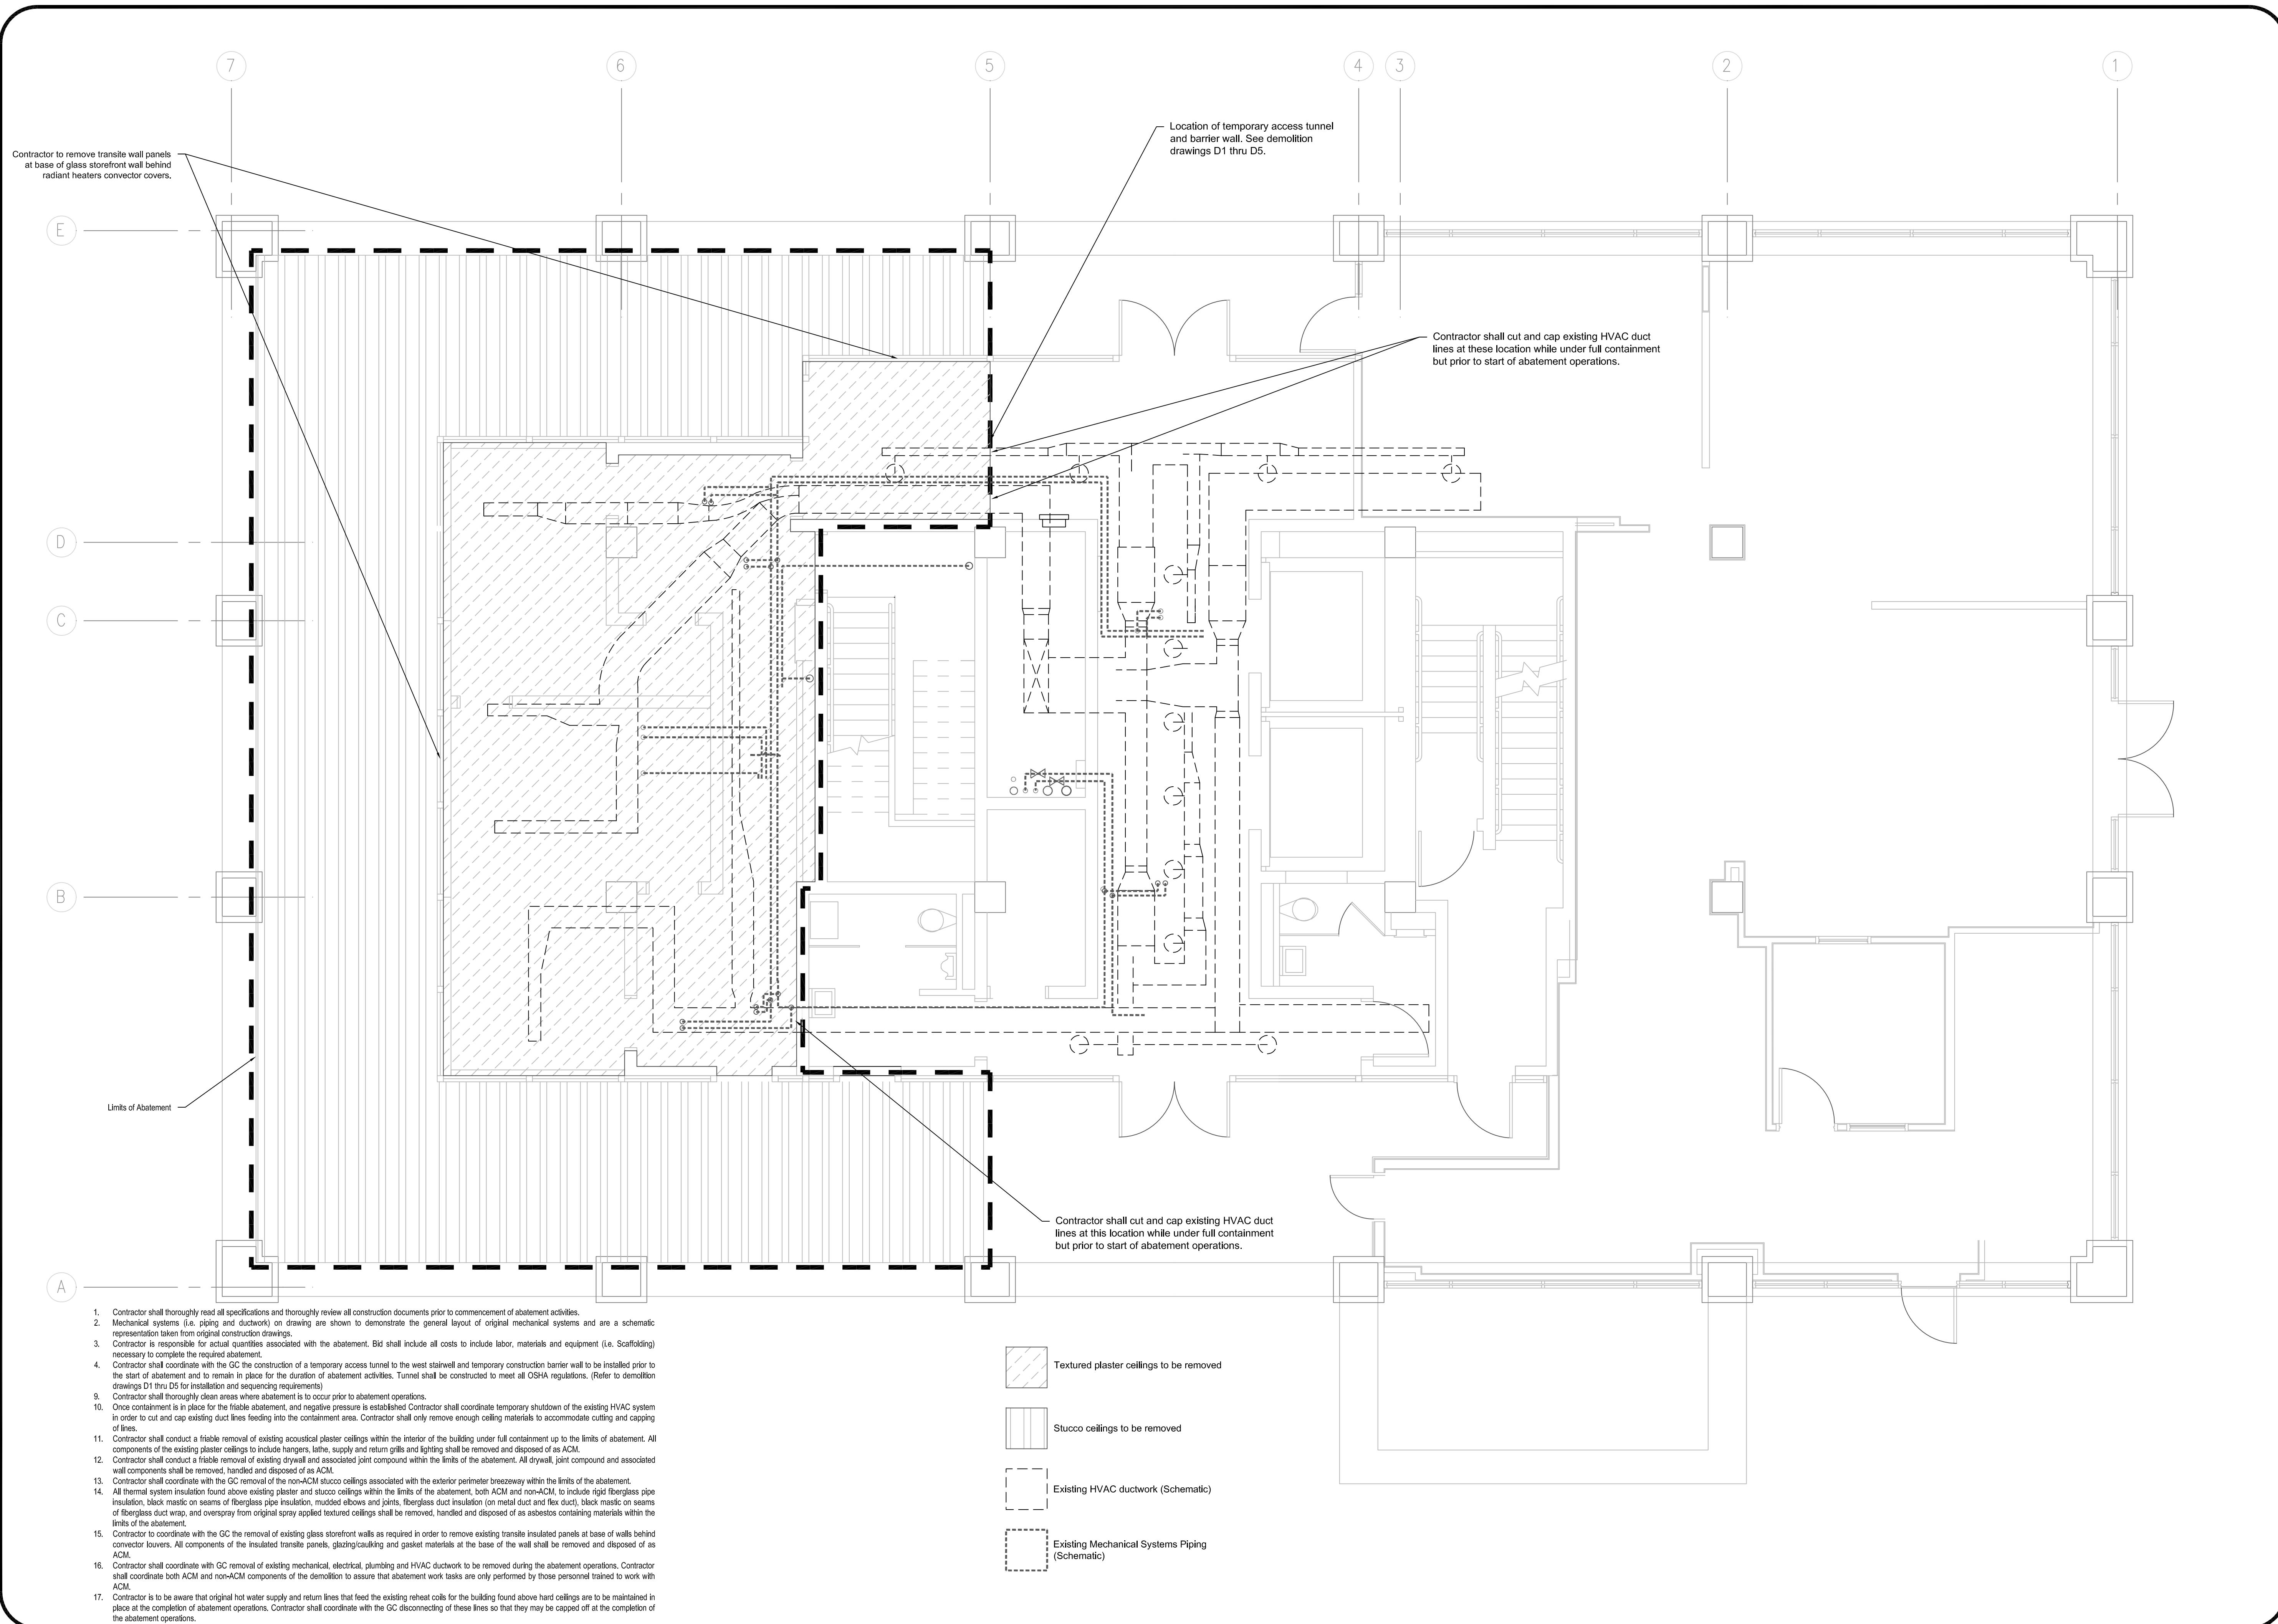 7
6
5
4
3
2
1
Location of temporary access tunnel
and barrier wall. See demolition
drawings D1 thru D5.
Contractor to remove transite wall panels
at base of glass storefront wall behind
radiant heaters convector covers.
E
Contractor shall cut and cap existing HVAC duct
lines at these location while under full containment
but prior to start of abatement operations.
D
C
B
Limits of Abatement
Contractor shall cut and cap existing HVAC duct
lines at this location while under full containment
but prior to start of abatement operations.
A
1. Contractor shall thoroughly read all specifications and thoroughly review all construction documents prior to commencement of abatement activities.
2. Mechanical systems (i.e. piping and ductwork) on drawing are shown to demonstrate the general layout of original mechanical systems and are a schematic
representation taken from original construction drawings.
3. Contractor is responsible for actual quantities associated with the abatement. Bid shall include all costs to include labor, materials and equipment (i.e. Scaffolding)
necessary to complete the required abatement.
4. Contractor shall coordinate with the GC the construction of a temporary access tunnel to the west stairwell and temporary construction barrier wall to be installed prior to
the start of abatement and to remain in place for the duration of abatement activities. Tunnel shall be constructed to meet all OSHA regulations. (Refer to demolition
drawings D1 thru D5 for installation and sequencing requirements)
9. Contractor shall thoroughly clean areas where abatement is to occur prior to abatement operations.
10. Once containment is in place for the friable abatement, and negative pressure is established Contractor shall coordinate temporary shutdown of the existing HVAC system
in order to cut and cap existing duct lines feeding into the containment area. Contractor shall only remove enough ceiling materials to accommodate cutting and capping
of lines.
11. Contractor shall conduct a friable removal of existing acoustical plaster ceilings within the interior of the building under full containment up to the limits of abatement. All
components of the existing plaster ceilings to include hangers, lathe, supply and return grills and lighting shall be removed and disposed of as ACM.
12. Contractor shall conduct a friable removal of existing drywall and associated joint compound within the limits of the abatement. All drywall, joint compound and associated
wall components shall be removed, handled and disposed of as ACM.
13. Contractor shall coordinate with the GC removal of the non-ACM stucco ceilings associated with the exterior perimeter breezeway within the limits of the abatement.
14. All thermal system insulation found above existing plaster and stucco ceilings within the limits of the abatement, both ACM and non-ACM, to include rigid fiberglass pipe
insulation, black mastic on seams of fiberglass pipe insulation, mudded elbows and joints, fiberglass duct insulation (on metal duct and flex duct), black mastic on seams
of fiberglass duct wrap, and overspray from original spray applied textured ceilings shall be removed, handled and disposed of as asbestos containing materials within the
limits of the abatement.
15. Contractor to coordinate with the GC the removal of existing glass storefront walls as required in order to remove existing transite insulated panels at base of walls behind
convector louvers. All components of the insulated transite panels, glazing/caulking and gasket materials at the base of the wall shall be removed and disposed of as
ACM.
16. Contractor shall coordinate with GC removal of existing mechanical, electrical, plumbing and HVAC ductwork to be removed during the abatement operations. Contractor
shall coordinate both ACM and non-ACM components of the demolition to assure that abatement work tasks are only performed by those personnel trained to work with
ACM.
17. Contractor is to be aware that original hot water supply and return lines that feed the existing reheat coils for the building found above hard ceilings are to be maintained in
place at the completion of abatement operations. Contractor shall coordinate with the GC disconnecting of these lines so that they may be capped off at the completion of
the abatement operations.
Textured plaster ceilings to be removed
Stucco ceilings to be removed
Existing HVAC ductwork (Schematic)
Existing Mechanical Systems Piping
(Schematic)